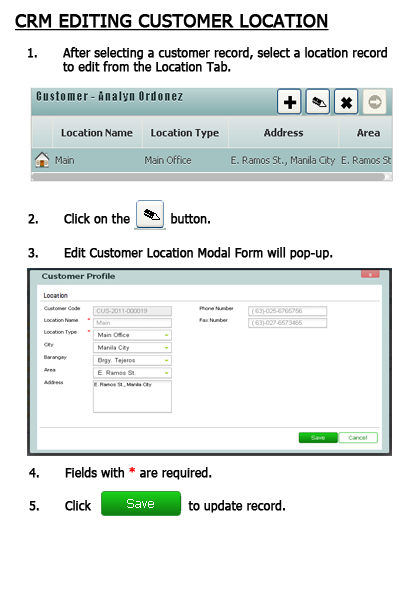 CRM EDITING CUSTOMER LOCATION
1. After selecting a customer record, select a location record
to edit from the Location Tab.
Customer - Analyn Ordonez
Location Name Location Type Address Area
Main Main Office E. Ramos St., Manila City E. Ramos St
2. Click on the button.
3. Edit Customer Location Modal Form will pop-up.
Customer Profile
x
Location
Customer Code CUS-2011-000019 Phone Number (63)-025-6765756
Location Name * Main Fax Number (63)-027-6573465
Location Type * Main Office
City Manila City
Barangay Brgy. Tejeros
Area E. Ramos St.
Address E. Ramos St., Manila City
Save Cancel
4. Fields with * are required.
5. Click Save to update record.